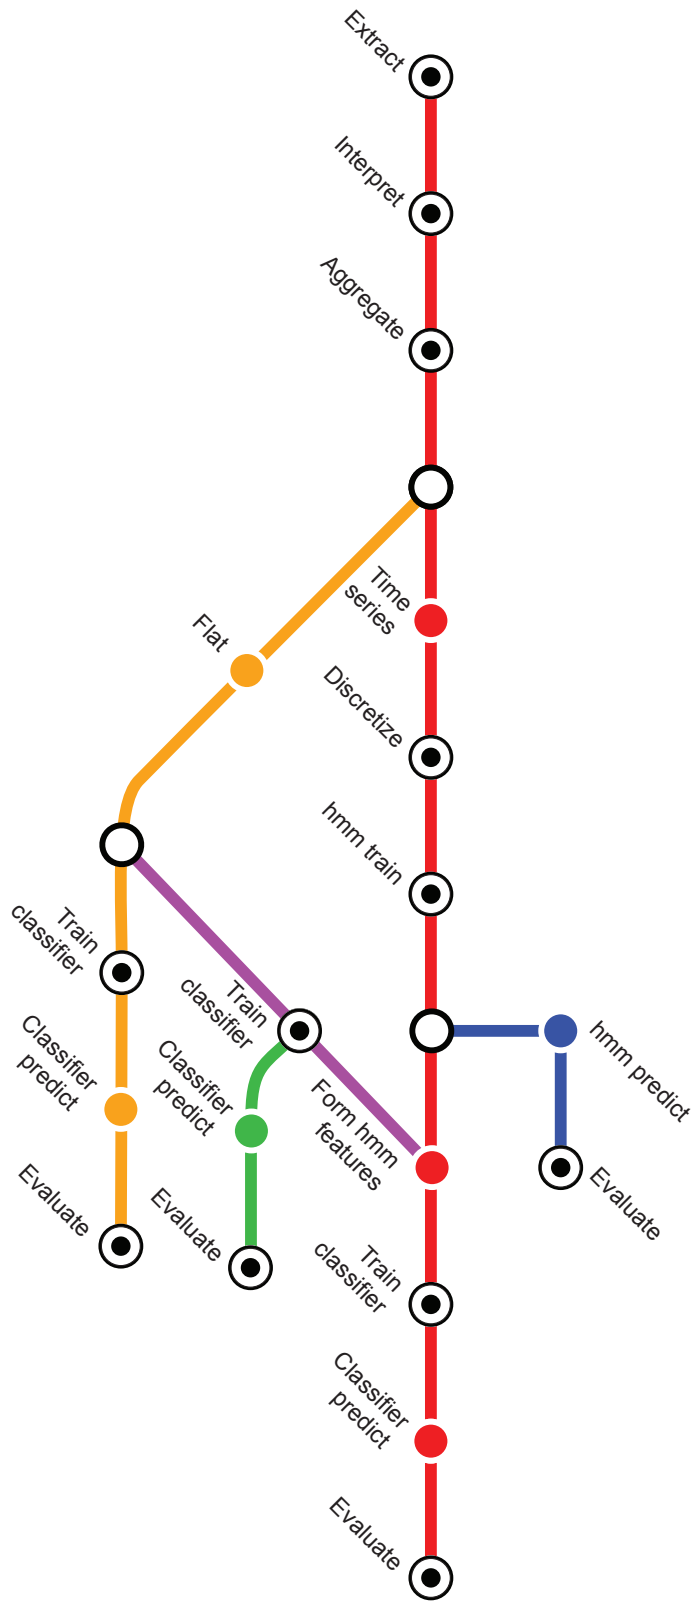 Extract
Interpret
Aggregate
Time
series
Flat
Discretize
hmm train
Train
classifier
Train
classifier
hmm predict
Classifier
predict
Classifier
predict
Form hmm
features
Evaluate
Evaluate
Evaluate
Train
classifier
Classifier
predict
Evaluate